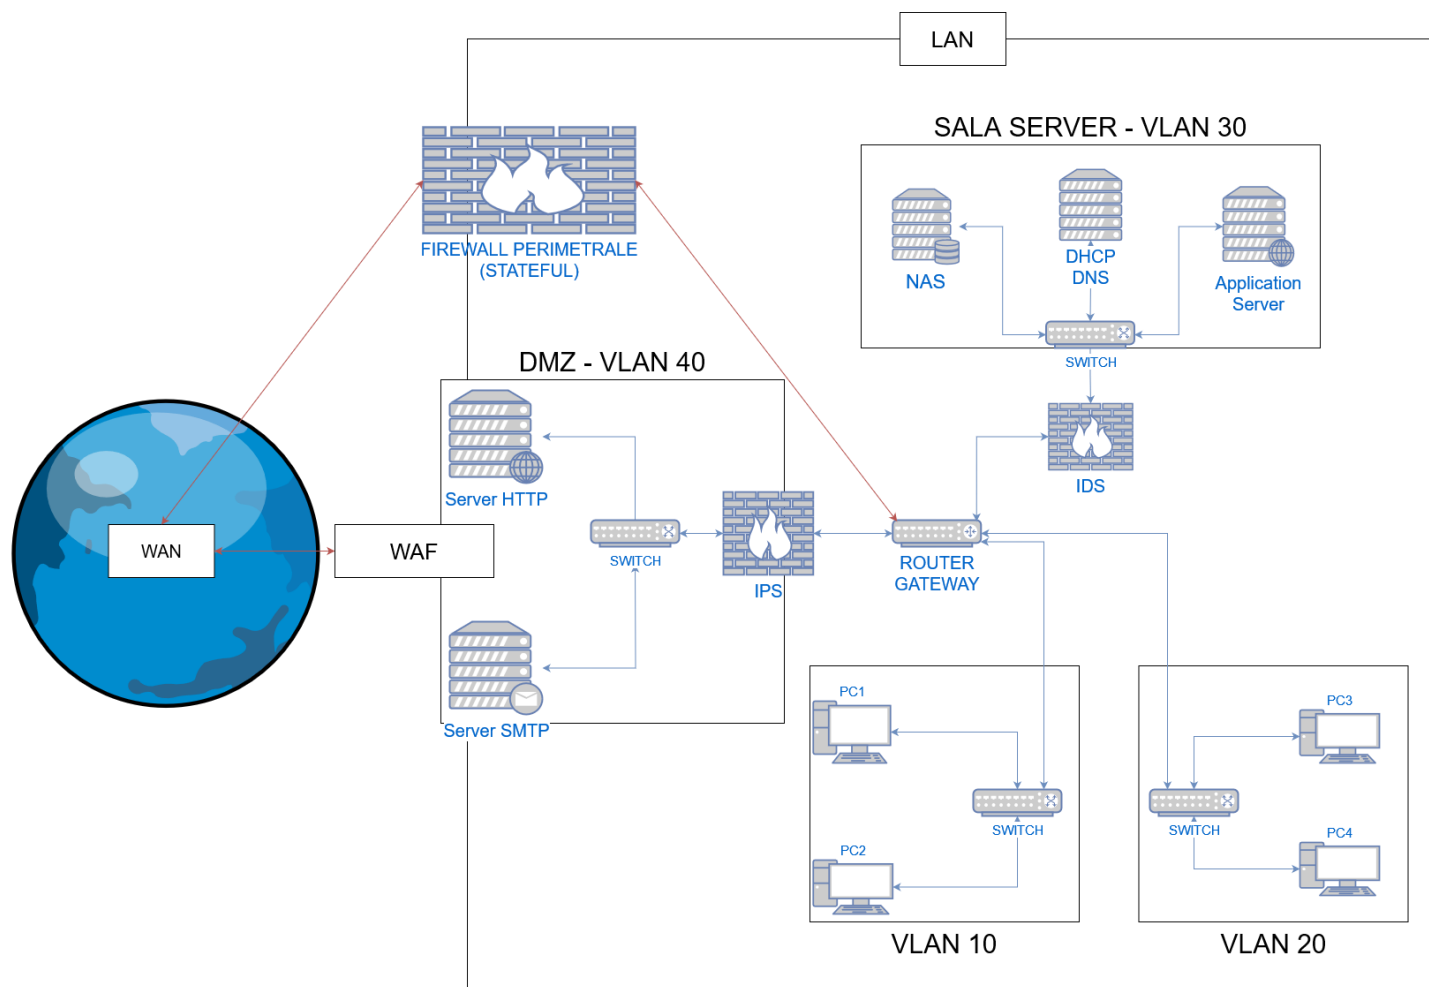 LAN
SALA SERVER - VLAN 30
FIREWALL PERIMETRALE
(STATEFUL)
NAS
DHCP
DNS
Application
Server
SWITCH
DMZ - VLAN 40
Server HTTP
IDS
WAN
WAF
SWITCH
IPS
ROUTER
GATEWAY
Server SMTP
PC1
PC3
SWITCH
SWITCH
PC2
PC4
VLAN 10
VLAN 20